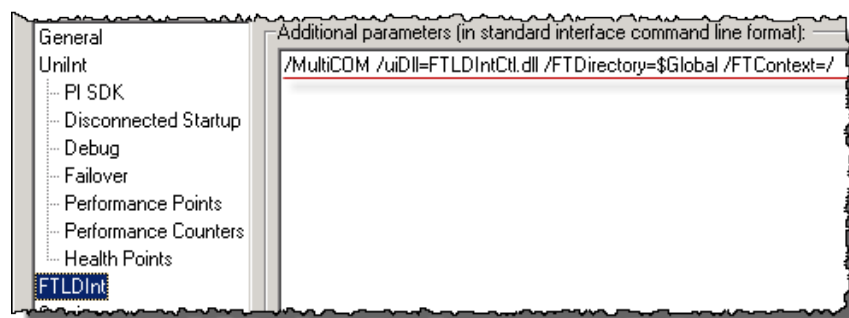 General
UniInt
PI SDK
Disconnected Startup
Debug
Failover
Performance Points
Performance Counters
Health Points
FTLDInt
Additional parameters (in standard interface command line format):
/MultiCOM /uiDll=FTLDIntCtl.dll /FTDirectory=$Global /FTContext=/